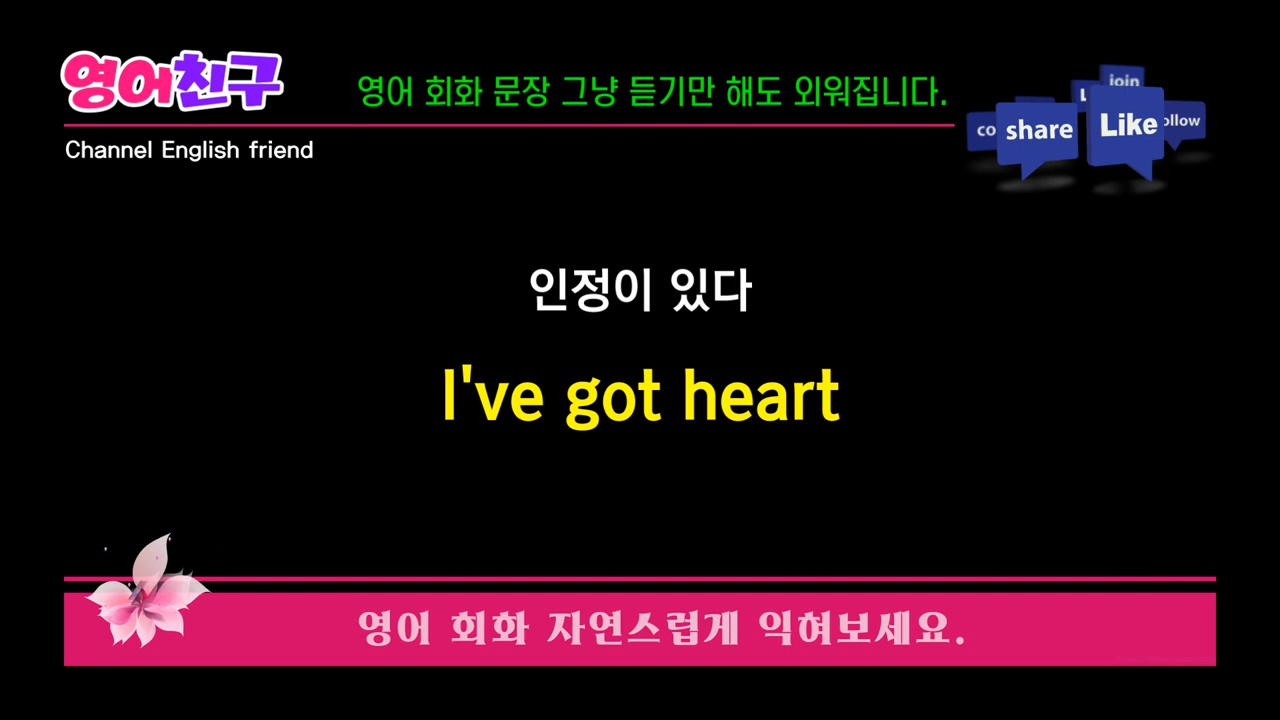 영어친구
영어 회화 문장 그냥 듣기만 해도 외워집니다.
Channel English friend
join
share
Like
인정이 있다
I've got heart
영어 회화 자연스럽게 익혀보세요.